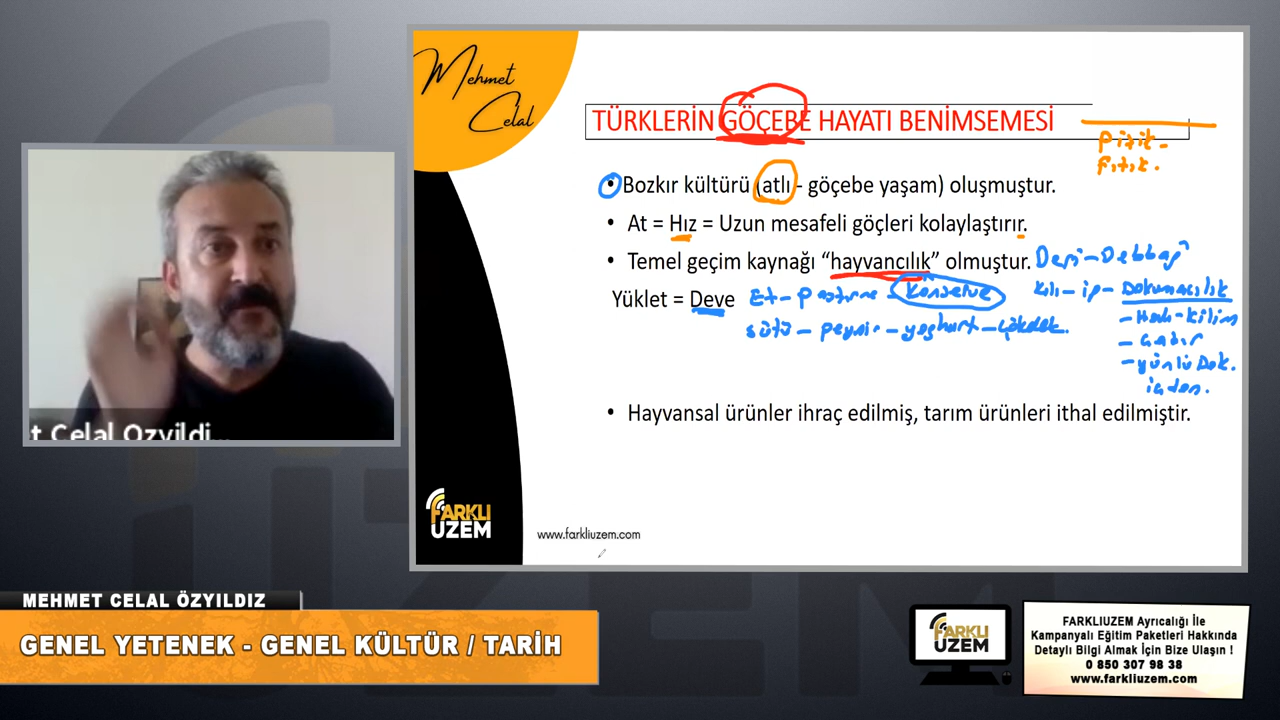 Mehmet
Celal
TÜRKLERİN GÖÇEBE HAYATI BENİMSEMESİ
• Bozkır kültürü (atlı - göçebe yaşam) oluşmuştur.
• At = Hız = Uzun mesafeli göçleri kolaylaştırır.
• Temel geçim kaynağı “hayvancılık” olmuştur. Deri - Debbağ
Yüklet = Deve Et - pastırma - Konserve
Kılı - ip - Dokumacılık
sütü - peynir - yoghurt - çökelek.
- Halı - Kilim
- Çadır
- yünlü Dok.
• Hayvansal ürünler ihraç edilmiş, tarım ürünleri ithal edilmiştir.
FARKLI
UZEM
www.farkliuzem.com
t Celal Ozyildi...
ÜZEM
MEHMET CELAL ÖZYILDIZ
GENEL YETENEK - GENEL KÜLTÜR / TARİH
FARKLI
UZEM
FARKLIUZEM Ayrıcalığı İle
Kampanyalı Eğitim Paketleri Hakkında
Detaylı Bilgi Almak İçin Bize Ulaşın !
0 850 307 98 38
www.farkliuzem.com